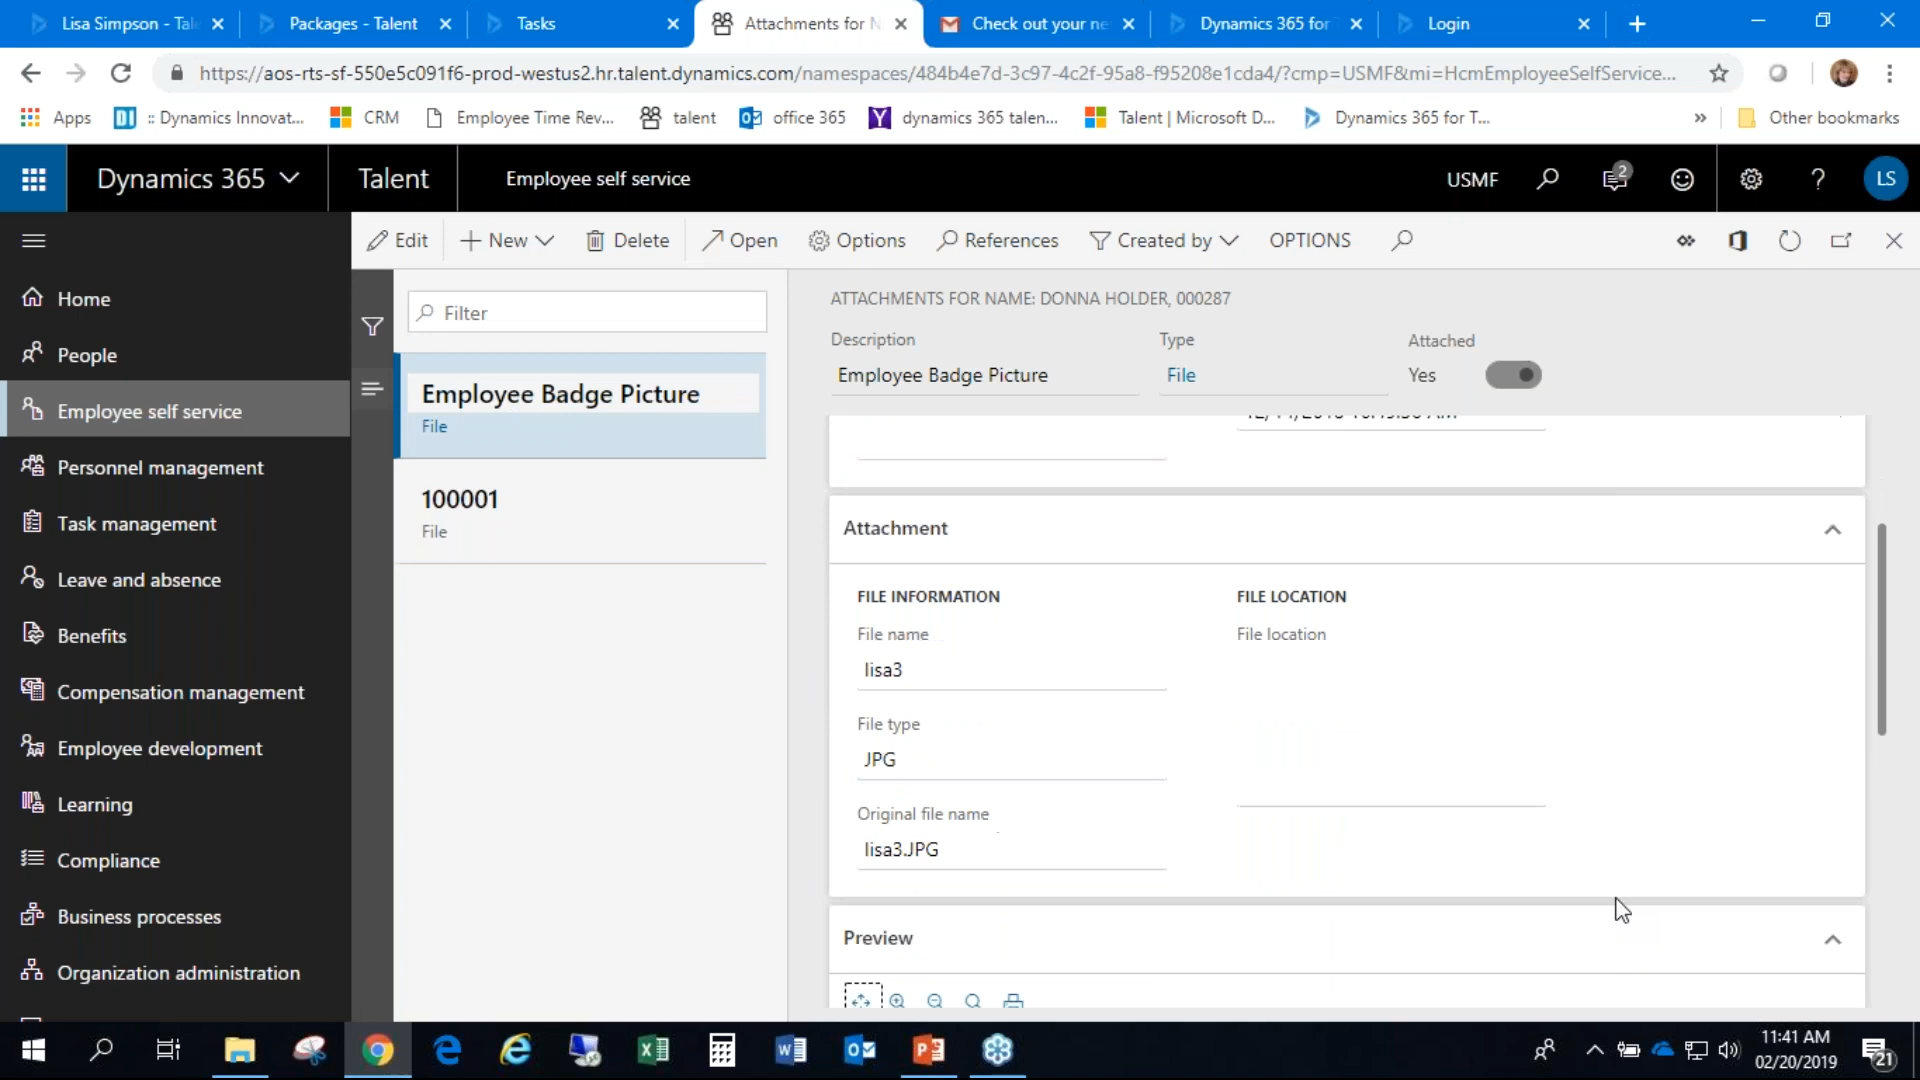 Lisa Simpson - Tale
Packages - Talent
Tasks
Attachments for N
Check out your ne
Dynamics 365 for
Login
https://aos-rts-sf-550e5c091f6-prod-westus2.hr.talent.dynamics.com/namespaces/484b4e7d-3c97-4c2f-95a8-f95208e1cda4/?cmp=USMF&mi=HcmEmployeeSelfService...
Apps
:: Dynamics Innovat...
CRM
Employee Time Rev...
talent
office 365
dynamics 365 talen...
Talent | Microsoft D...
Dynamics 365 for T...
»
Other bookmarks
Dynamics 365
Talent
Employee self service
USMF
2
?
LS
Edit
New
Delete
Open
Options
References
Created by
OPTIONS
Home
People
Employee self service
Personnel management
Task management
Leave and absence
Benefits
Compensation management
Employee development
Learning
Compliance
Business processes
Organization administration
Filter
Employee Badge Picture
File
100001
File
ATTACHMENTS FOR NAME: DONNA HOLDER, 000287
Description
Type
Attached
Employee Badge Picture
File
Yes
Attachment
FILE INFORMATION
FILE LOCATION
File name
File location
lisa3
File type
JPG
Original file name
lisa3.JPG
Preview
11:41 AM
02/20/2019
21